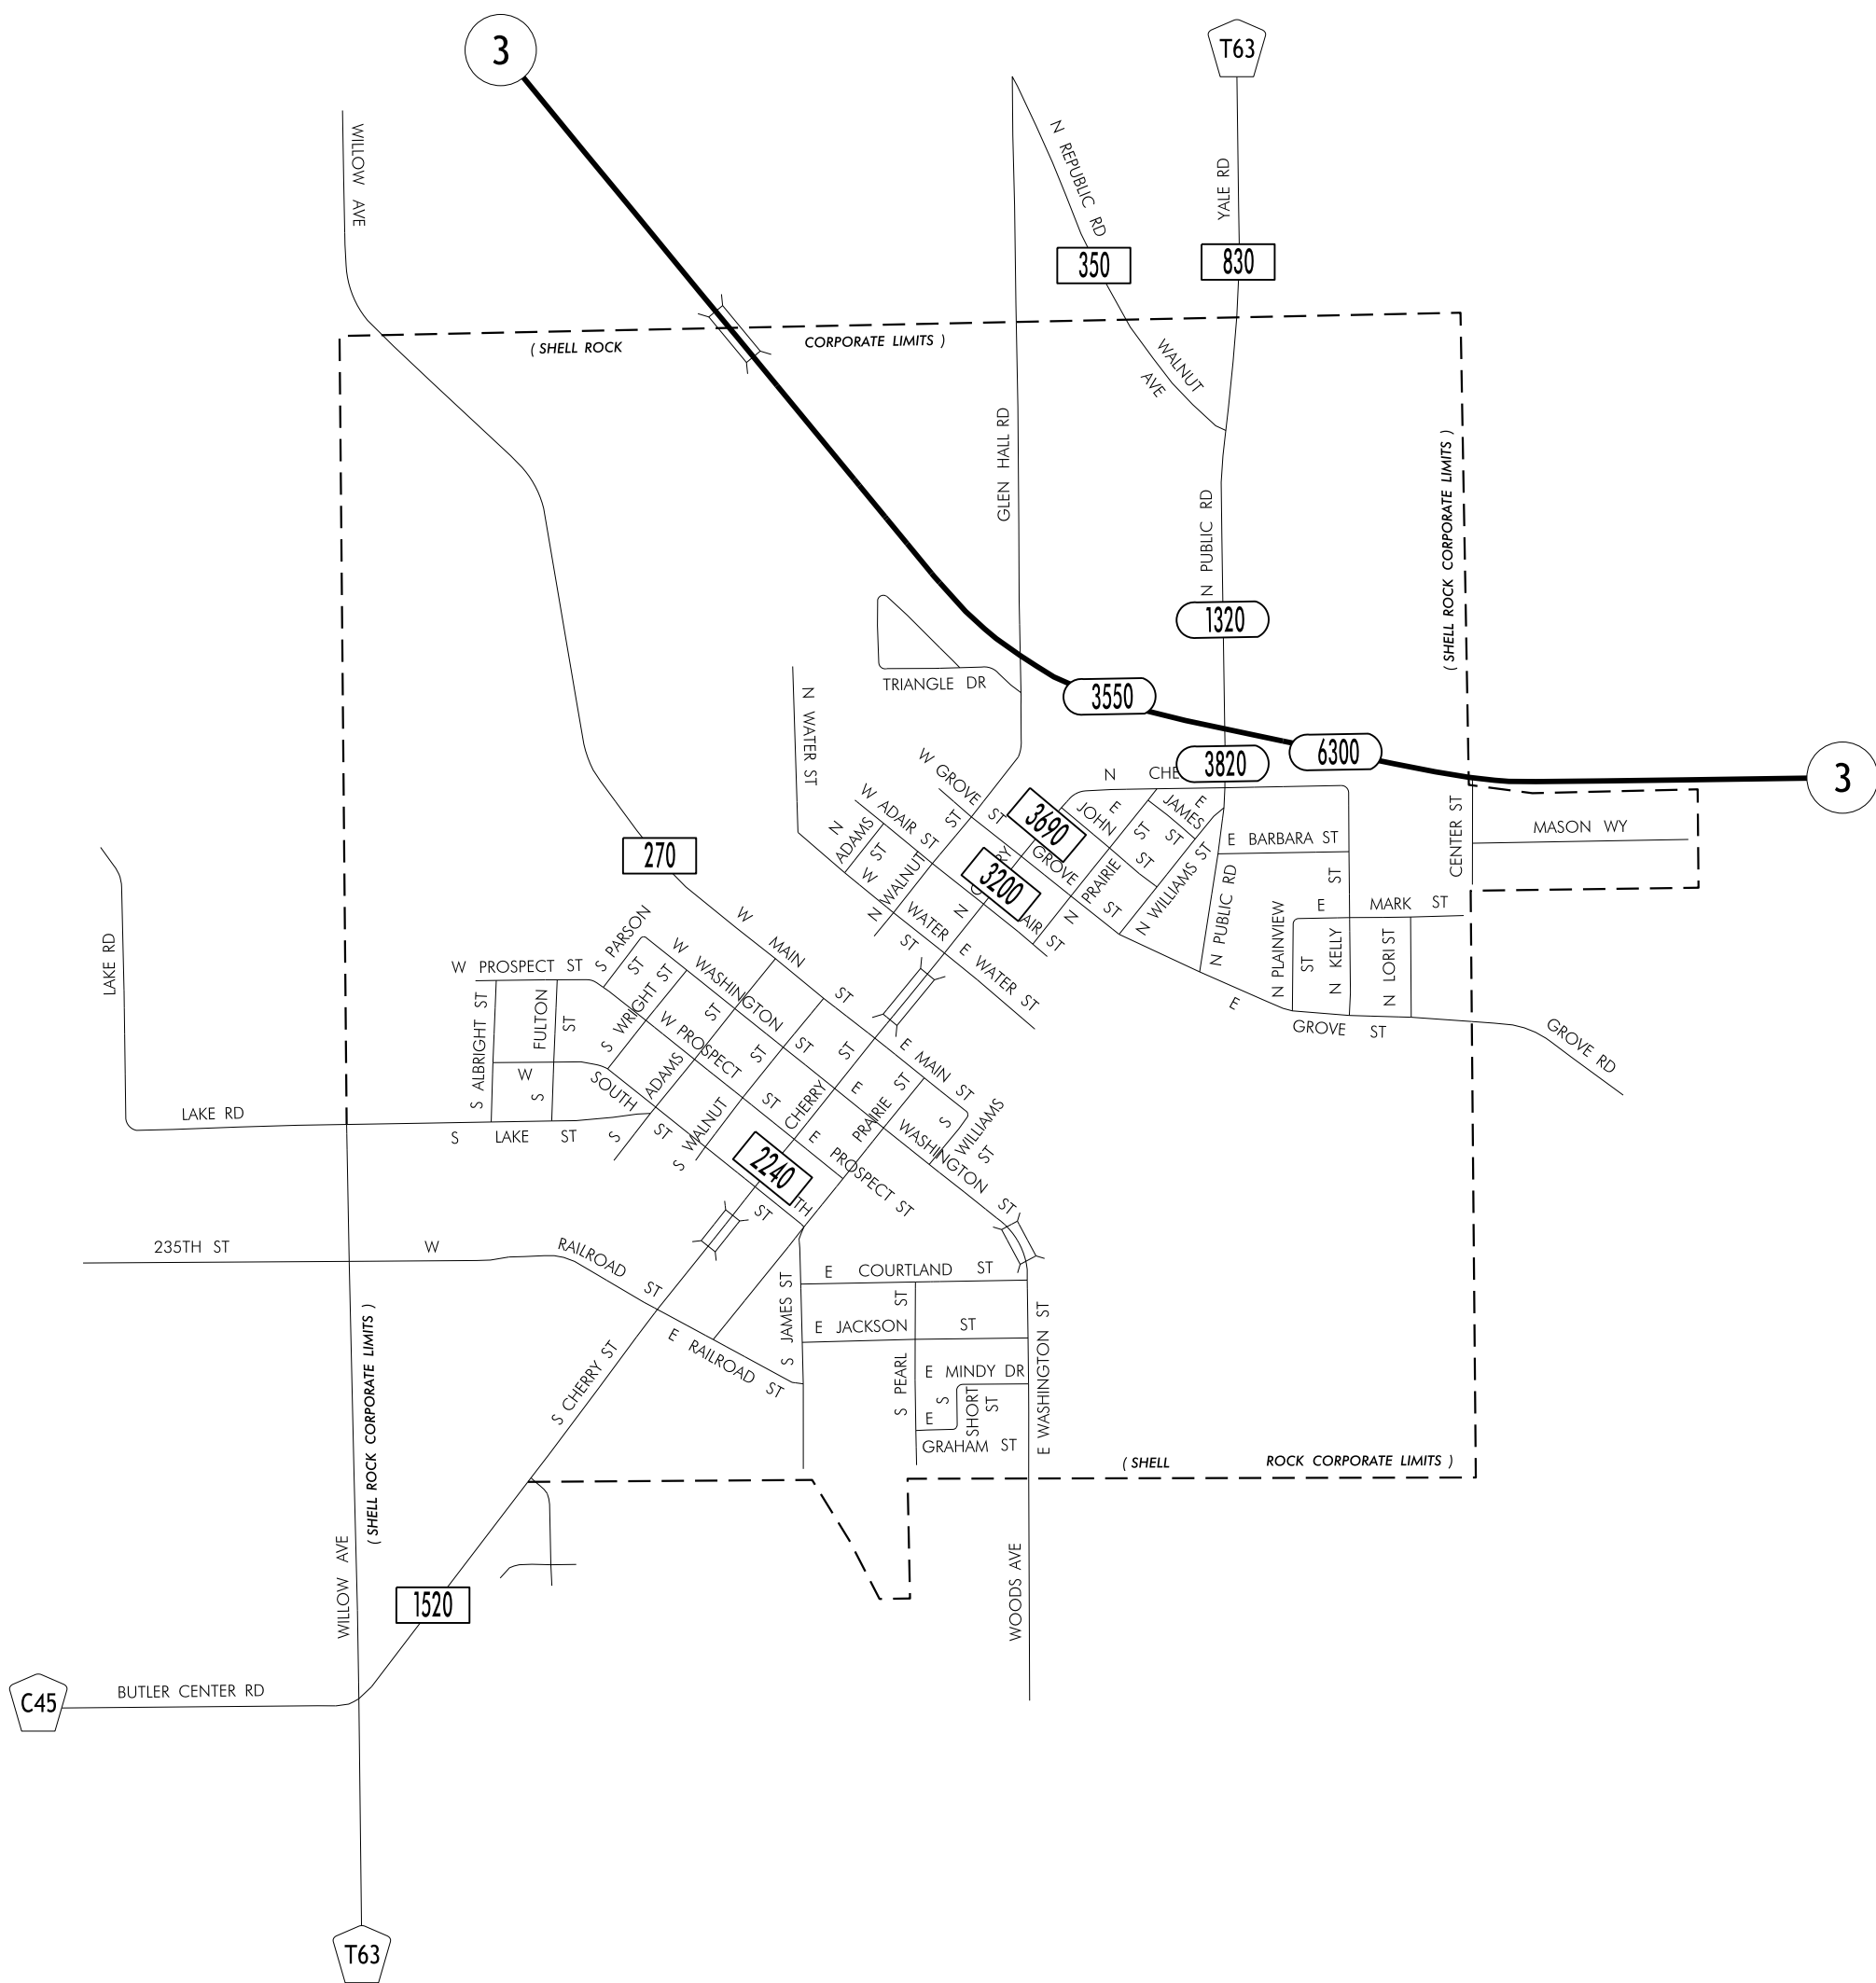 3
T63
WILLOW AVE
N REPUBLIC RD
YALE RD
350
830
( SHELL ROCK
CORPORATE LIMITS )
WALNUT
AVE
GLEN HALL RD
( SHELL ROCK CORPORATE LIMITS )
N PUBLIC RD
1320
TRIANGLE DR
3550
N WATER ST
6300
3820
3
W GROVE
ST
N
W ADAIR ST
3690
E
JOHN
ST
E
JAMES
ST
ST
CENTER ST
MASON WY
N
ADAMS
ST
E BARBARA ST
270
W
WATER
ST
N WALNUT
ST
3200
GROVE
ST
N PRAIRIE
ST
N WILLIAMS ST
N PUBLIC RD
N
ST
E MARK ST
LAKE RD
W MAIN ST
S PARSON
ST
W WASHINGTON ST
E WATER ST
N PLAINVIEW
ST
N KELLY
ST
N LORI ST
W PROSPECT ST
S WRIGHT ST
E
GROVE ST
GROVE RD
S ALBRIGHT ST
S
FULTON
ST
W
SOUTH
ST
W PROSPECT
ST
S
ADAMS
ST
S WALNUT
ST
CHERRY
ST
E MAIN ST
E
WASHINGTON
ST
PRAIRIE
ST
S
WILLIAMS
ST
LAKE RD
S LAKE ST
2240
E
PROSPECT ST
ST
235TH ST
W
RAILROAD
ST
E COURTLAND ST
S JAMES ST
E JACKSON
ST
E RAILROAD ST
S PEARL
ST
E MINDY DR
S
SHORT
ST
E
GRAHAM ST
E WASHINGTON ST
S CHERRY ST
( SHELL ROCK CORPORATE LIMITS )
( SHELL
ROCK CORPORATE LIMITS )
WILLOW AVE
1520
WOODS AVE
C45
BUTLER CENTER RD
T63